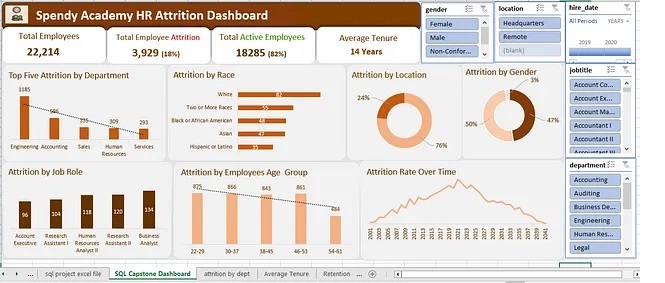 Spendy Academy HR Attrition Dashboard
Total Employees
22,214
Total Employee Attrition
3,929 (18%)
Total Active Employees
18285 (82%)
Average Tenure
14 Years
gender
Female
Male
Non-Confor...
location
Headquarters
Remote
(blank)
hire_date
All Periods
YEARS
2019 2020
jobtitle
Account Co...
Account Ex...
Account Ma...
Accountant I
Accountant II
Accountant III
department
Accounting
Auditing
Business De...
Engineering
Human Res...
Legal
Top Five Attrition by Department
1185
335
309
293
Engineering Accounting Sales Human Resources Services
Attrition by Race
White 82
Two or More Races 55
Black or African American 48
Asian 47
Hispanic or Latino 35
Attrition by Location
24%
76%
Attrition by Gender
3%
47%
50%
Attrition by Job Role
96 104 118 120 134
Account Executive
Research Assistant I
Human Resources Analyst II
Research Assistant II
Business Analyst
Attrition by Employees Age Group
875 866 843 861 484
22-29 30-37 38-45 46-53 54-61
Attrition Rate Over Time
2001 2003 2005 2007 2009 2011 2013 2015 2017 2019 2021 2023 2025 2027 2029 2031 2033 2035 2037 2039 2041
... sql project excel file SQL Capstone Dashboard attrition by dept Average Tenure Retention ...